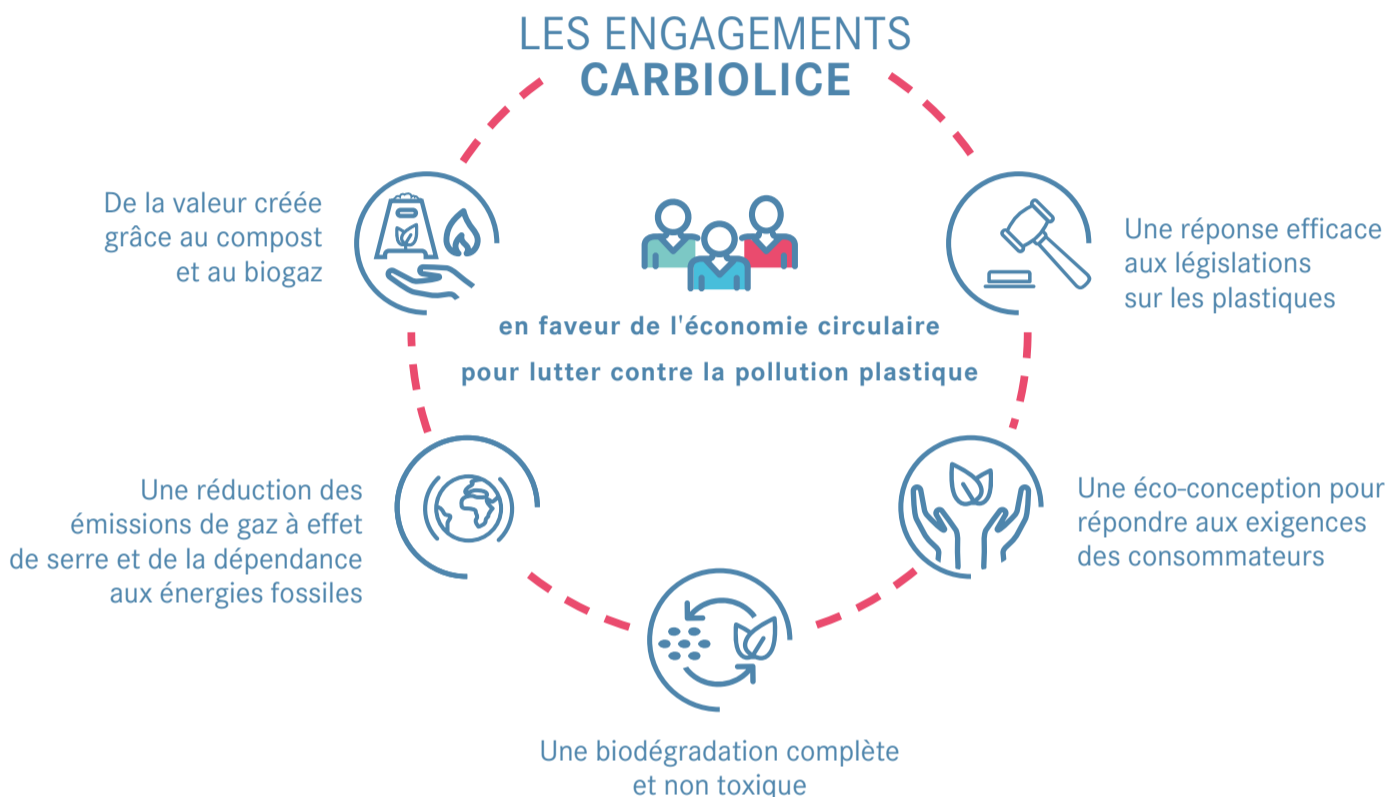 LES ENGAGEMENTS
CARBIOLICE
De la valeur créée
grâce au compost
et au biogaz
Une réponse efficace
aux législations
sur les plastiques
en faveur de l'économie circulaire
pour lutter contre la pollution plastique
Une réduction des
émissions de gaz à effet
de serre et de la dépendance
aux énergies fossiles
Une éco-conception pour
répondre aux exigences
des consommateurs
Une biodégradation complète
et non toxique